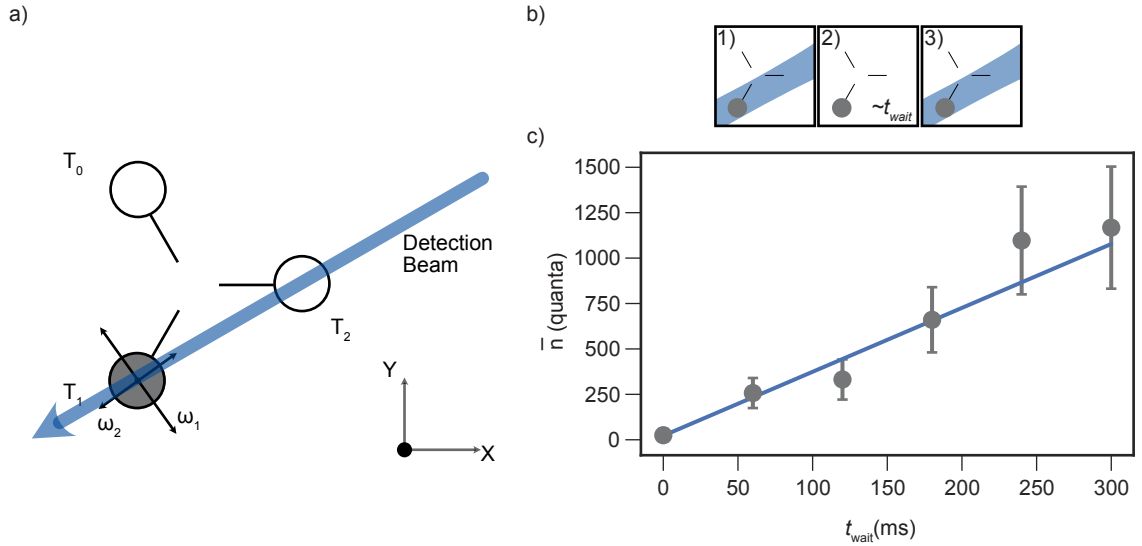 a)
T0
Detection
Beam
T2
T1
ω2
ω1
Y
X
b)
1)
2)
3)
~twait
c)
1500
1250
1000
750
500
250
0
n̅ (quanta)
0
50
100
150
200
250
300
twait(ms)